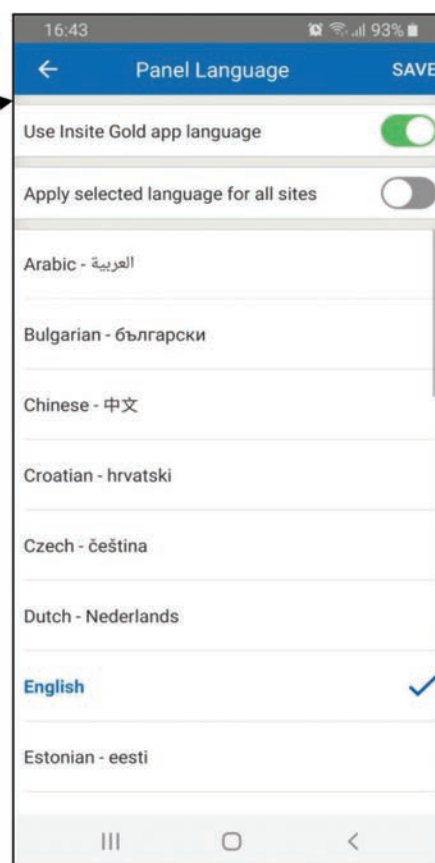 16:43 93%
Panel Language SAVE
Use Insite Gold app language
Apply selected language for all sites
Arabic - العربية
Bulgarian - български
Chinese - 中文
Croatian - hrvatski
Czech - čeština
Dutch - Nederlands
English
Estonian - eesti